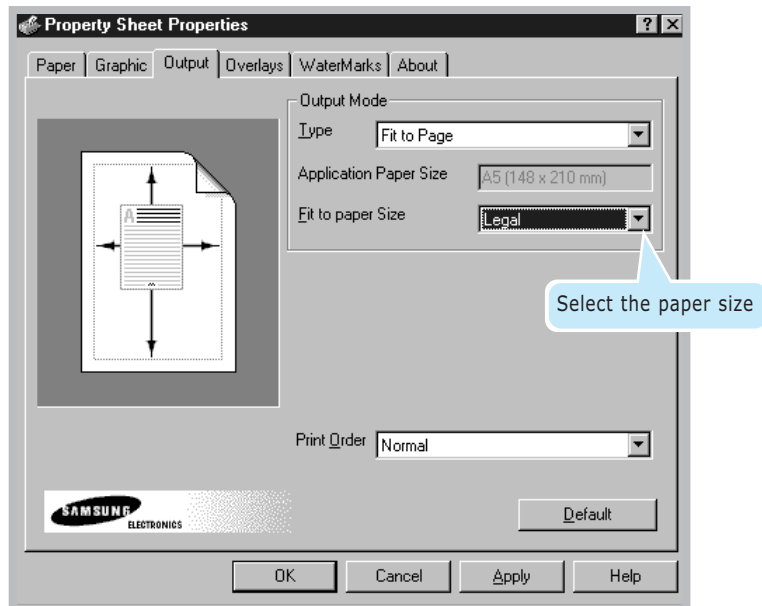 Property Sheet Properties
Paper Graphic Output Overlays WaterMarks About
Output Mode
Type Fit to Page
Application Paper Size A5 (148 x 210 mm)
Fit to paper Size Legal
Select the paper size
A
Print Order Normal
SAMSUNG
ELECTRONICS
Default
OK Cancel Apply Help